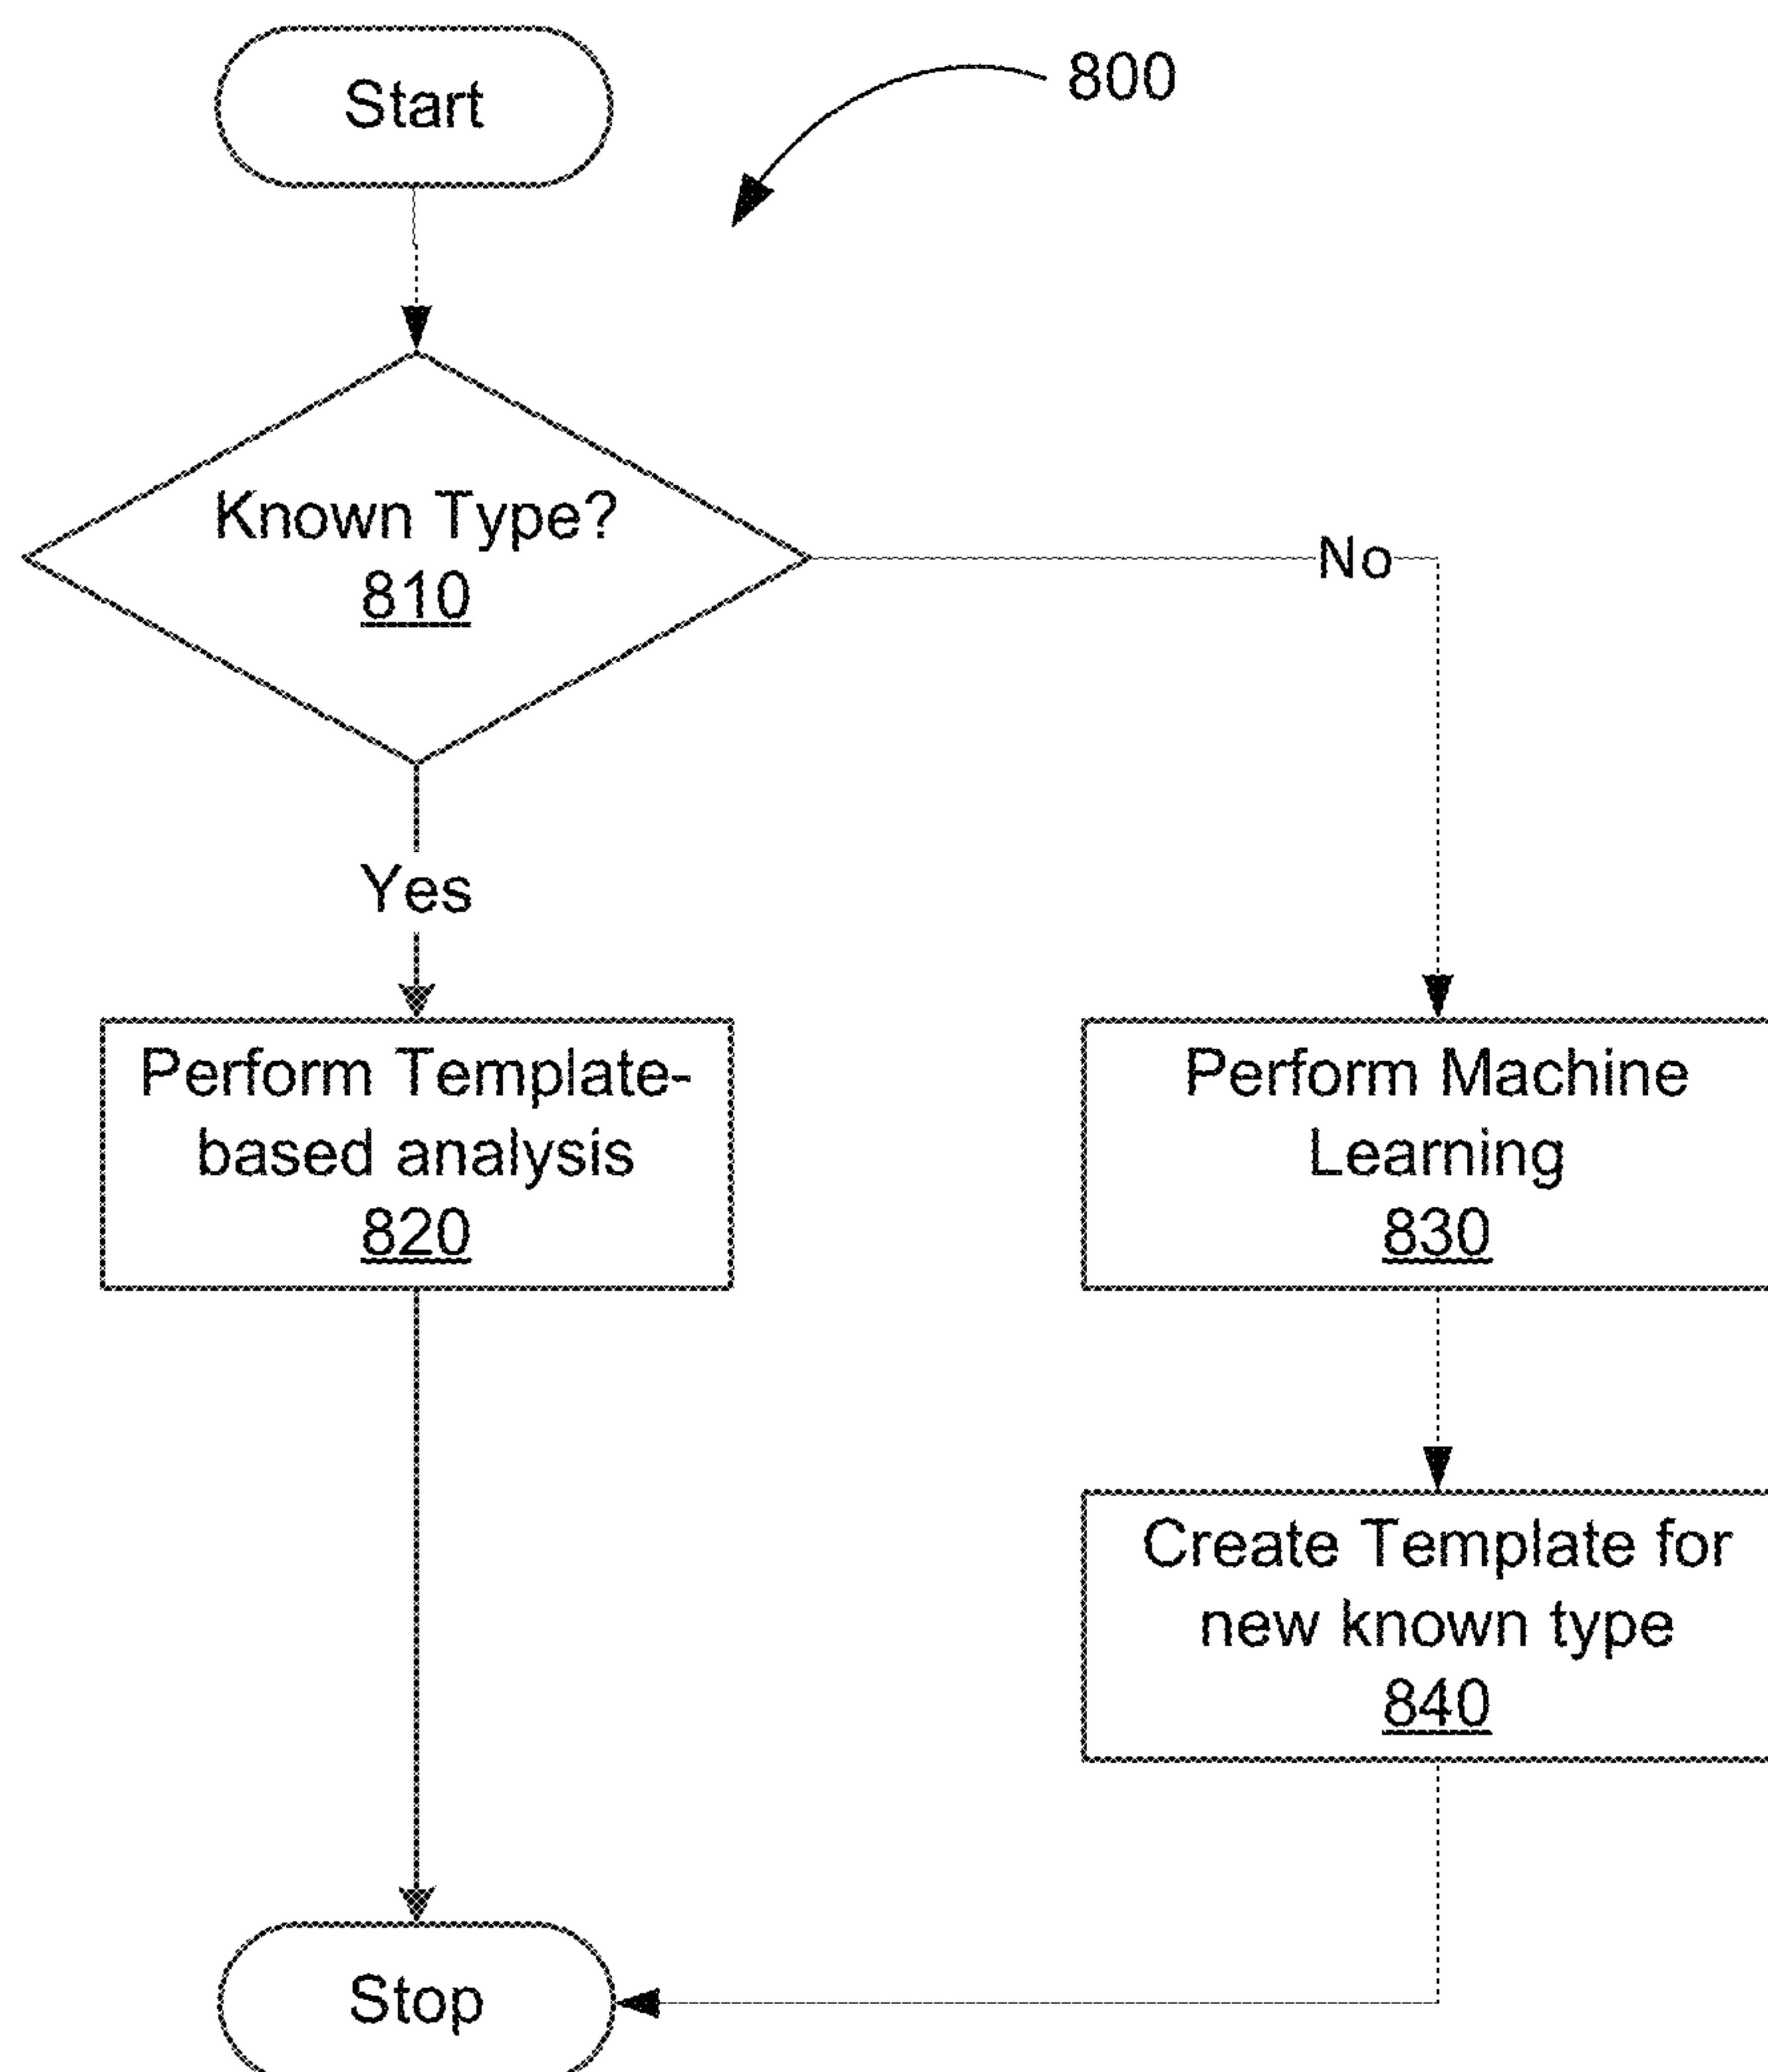 Start
800
Known Type?
810
No
Yes
Perform Template-
based analysis
820
Perform Machine
Learning
830
Create Template for
new known type
840
Stop